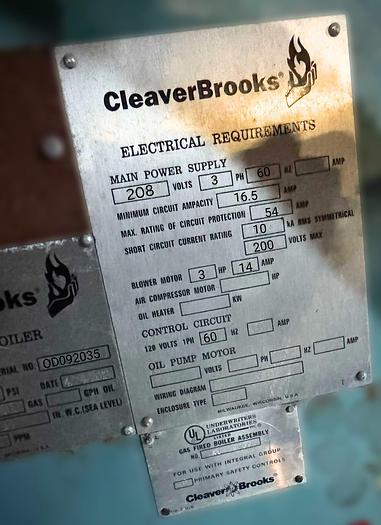 CleaverBrooks
ELECTRICAL REQUIREMENTS
MAIN POWER SUPPLY
208 VOLTS 3 PH 60 HZ AMP
MINIMUM CIRCUIT AMPACITY 16.5 AMP
MAX. RATING OF CIRCUIT PROTECTION 54 AMP
SHORT CIRCUIT CURRENT RATING 10 kA RMS SYMMETRICAL
200 VOLTS MAX
BLOWER MOTOR 3 HP 14 AMP
AIR COMPRESSOR MOTOR HP
OIL HEATER KW
CONTROL CIRCUIT
120 VOLTS 1PH 60 HZ AMP
OIL PUMP MOTOR
VOLTS PH HZ AMP
WIRING DIAGRAM
ENCLOSURE TYPE
MILWAUKEE, WISCONSIN, U.S.A.
oks
OILER
RIAL NO. OD092035
PSI DATE
GAS GPH OIL
IN. W.C.(SEA LEVEL)
PPM
UL UNDERWRITERS
LABORATORIES
LISTED
GAS FIRED BOILER ASSEMBLY
NO.
FOR USE WITH INTEGRAL GROUP
PRIMARY SAFETY CONTROLS
CleaverBrooks